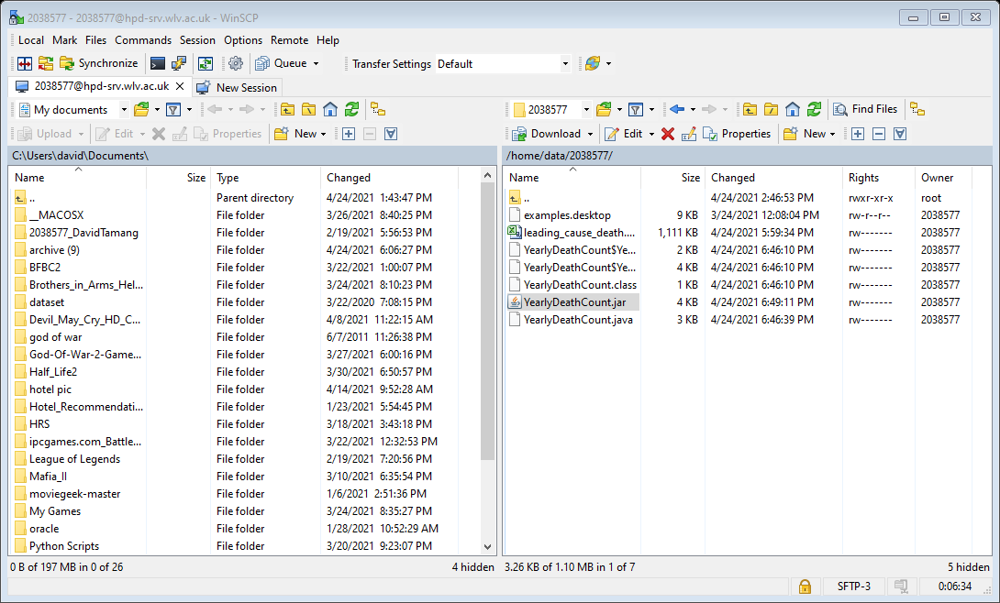 2038577 - 2038577@hpd-srv.wlv.ac.uk - WinSCP
Local Mark Files Commands Session Options Remote Help
Synchronize Queue Transfer Settings Default
2038577@hpd-srv.wlv.ac.uk New Session
My documents
Upload Edit Properties New
C:\Users\david\Documents\
Name Size Type Changed
.. Parent directory 4/24/2021 1:43:47 PM
__MACOSX File folder 3/26/2021 8:40:25 PM
2038577_DavidTamang File folder 2/19/2021 5:56:53 PM
archive (9) File folder 4/24/2021 6:06:27 PM
BFBC2 File folder 3/22/2021 1:00:07 PM
Brothers_in_Arms_Hel... File folder 3/24/2021 8:10:23 PM
dataset File folder 3/22/2020 7:08:15 PM
Devil_May_Cry_HD_C... File folder 4/8/2021 11:22:15 AM
god of war File folder 6/7/2011 11:26:38 PM
God-Of-War-2-Game... File folder 3/27/2021 6:00:16 PM
Half_Life2 File folder 3/30/2021 6:50:57 PM
hotel pic File folder 4/14/2021 9:52:28 AM
Hotel_Recommendati... File folder 1/23/2021 5:54:45 PM
HRS File folder 3/18/2021 3:43:18 PM
ipcgames.com_Battle... File folder 3/22/2021 12:32:53 PM
League of Legends File folder 2/19/2021 7:20:56 PM
Mafia_II File folder 3/10/2021 6:35:54 PM
moviegeek-master File folder 1/6/2021 2:51:36 PM
My Games File folder 3/24/2021 8:35:27 PM
oracle File folder 1/28/2021 10:52:29 AM
Python Scripts File folder 3/20/2021 9:23:07 PM
0 B of 197 MB in 0 of 26 4 hidden
2038577 Find Files
Download Edit Properties New
/home/data/2038577/
Name Size Changed Rights Owner
.. 4/24/2021 2:46:53 PM rwxr-xr-x root
examples.desktop 9 KB 3/24/2021 12:08:04 PM rw-r--r-- 2038577
leading_cause_death.... 1,111 KB 4/24/2021 5:59:34 PM rw------- 2038577
YearlyDeathCount$Ye... 2 KB 4/24/2021 6:46:10 PM rw------- 2038577
YearlyDeathCount$Ye... 4 KB 4/24/2021 6:46:10 PM rw------- 2038577
YearlyDeathCount.class 1 KB 4/24/2021 6:46:10 PM rw------- 2038577
YearlyDeathCount.jar 4 KB 4/24/2021 6:49:11 PM rw------- 2038577
YearlyDeathCount.java 3 KB 4/24/2021 6:46:39 PM rw------- 2038577
3.26 KB of 1.10 MB in 1 of 7 5 hidden
SFTP-3 0:06:34